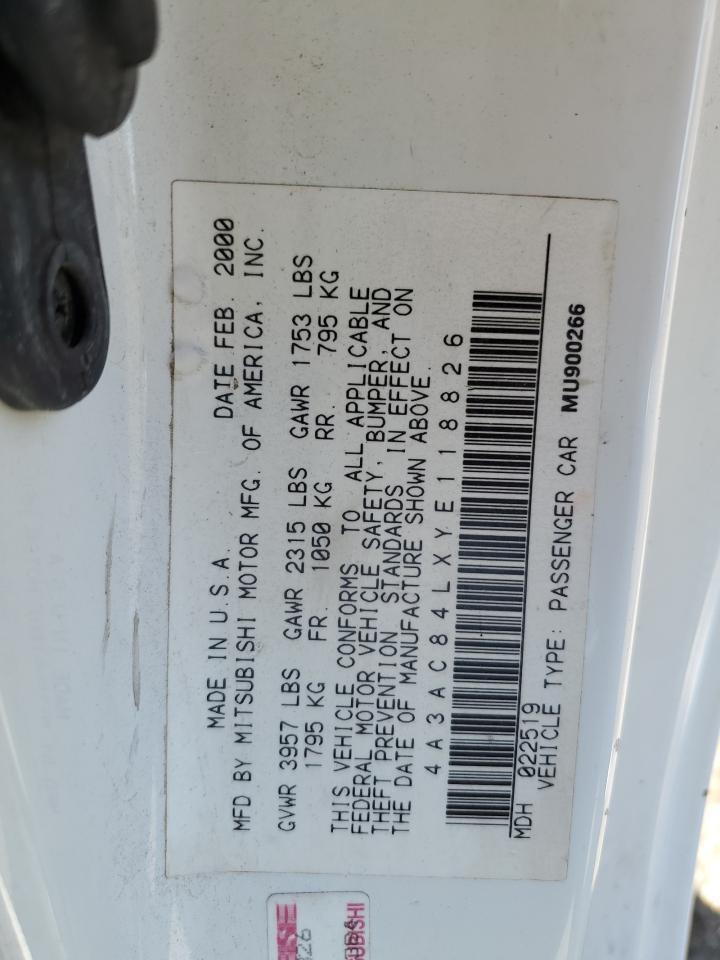 MADE IN U.S.A. DATE FEB. 2000
MFD BY MITSUBISHI MOTOR MFG. OF AMERICA, INC.
GVWR 3957 LBS GAWR 2315 LBS GAWR 1753 LBS
1795 KG FR. 1050 KG RR. 795 KG
THIS VEHICLE CONFORMS TO ALL APPLICABLE
FEDERAL MOTOR VEHICLE SAFETY, BUMPER, AND
THEFT PREVENTION STANDARDS IN EFFECT ON
THE DATE OF MANUFACTURE SHOWN ABOVE.
4A3AC84LXYE118826
MDH 022519
VEHICLE TYPE: PASSENGER CAR MU900266